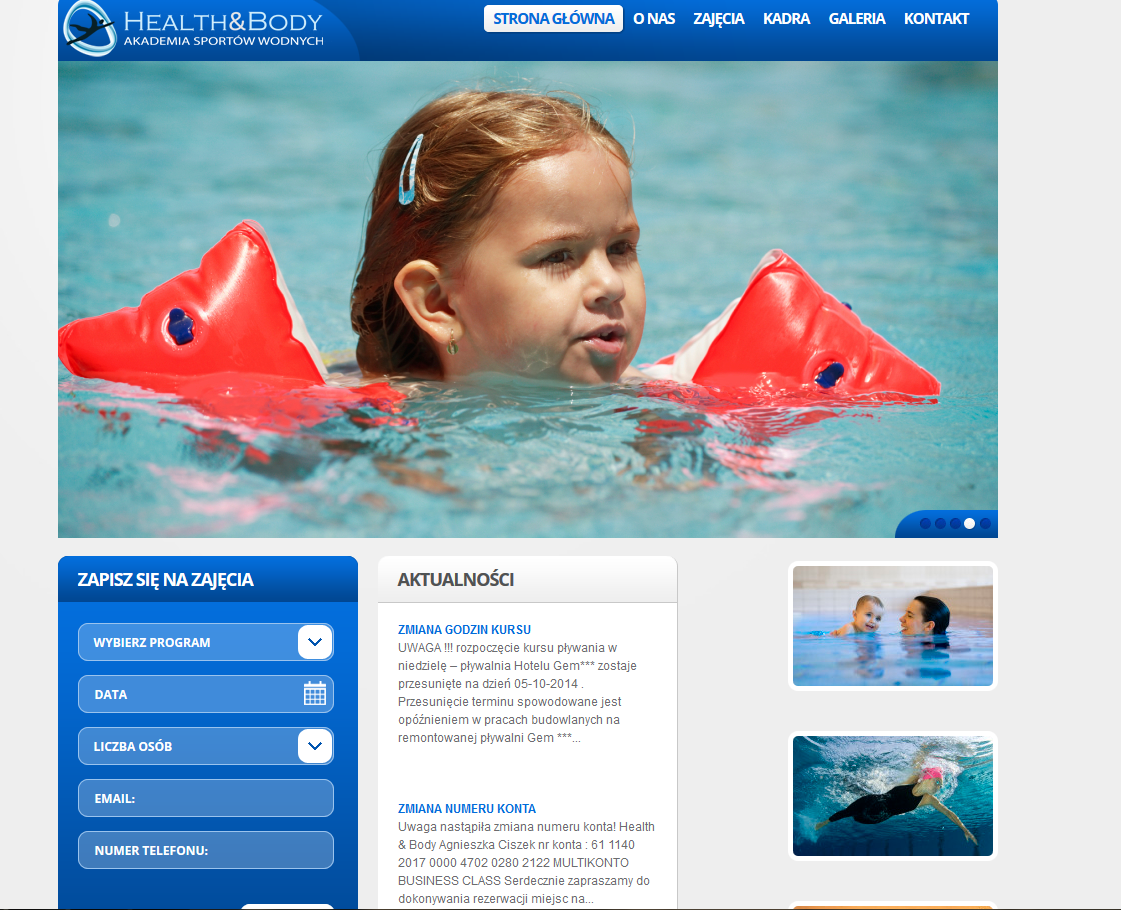 HEALTH&BODY
AKADEMIA SPORTÓW WODNYCH
STRONA GŁÓWNA O NAS ZAJĘCIA KADRA GALERIA KONTAKT
ZAPISZ SIĘ NA ZAJĘCIA
WYBIERZ PROGRAM
DATA
LICZBA OSÓB
EMAIL:
NUMER TELEFONU:
AKTUALNOŚCI
ZMIANA GODZIN KURSU
UWAGA !!! rozpoczęcie kursu pływania w
niedzielę – pływalnia Hotelu Gem*** zostaje
przesunięte na dzień 05-10-2014 .
Przesunięcie terminu spowodowane jest
opóźnieniem w pracach budowlanych na
remontowanej pływalni Gem ***...
ZMIANA NUMERU KONTA
Uwaga nastąpiła zmiana numeru konta! Health
& Body Agnieszka Ciszek nr konta : 61 1140
2017 0000 4702 0280 2122 MULTIKONTO
BUSINESS CLASS Serdecznie zapraszamy do
dokonywania rezerwacji miejsc na...